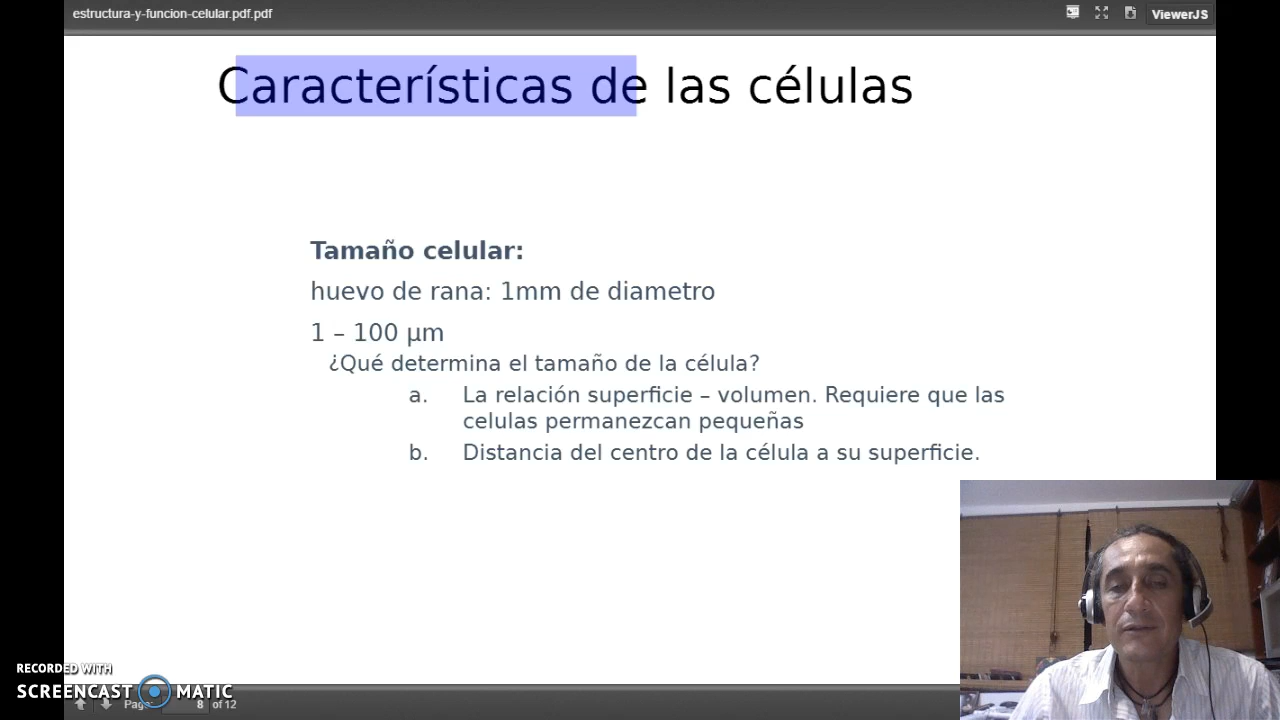 estructura-y-funcion-celular.pdf.pdf
ViewerJS
Características de las células
Tamaño celular:
huevo de rana: 1mm de diametro
1 – 100 µm
¿Qué determina el tamaño de la célula?
a. La relación superficie – volumen. Requiere que las
celulas permanezcan pequeñas
b. Distancia del centro de la célula a su superficie.
RECORDED WITH
SCREENCAST MATIC
Page: 8 of 12